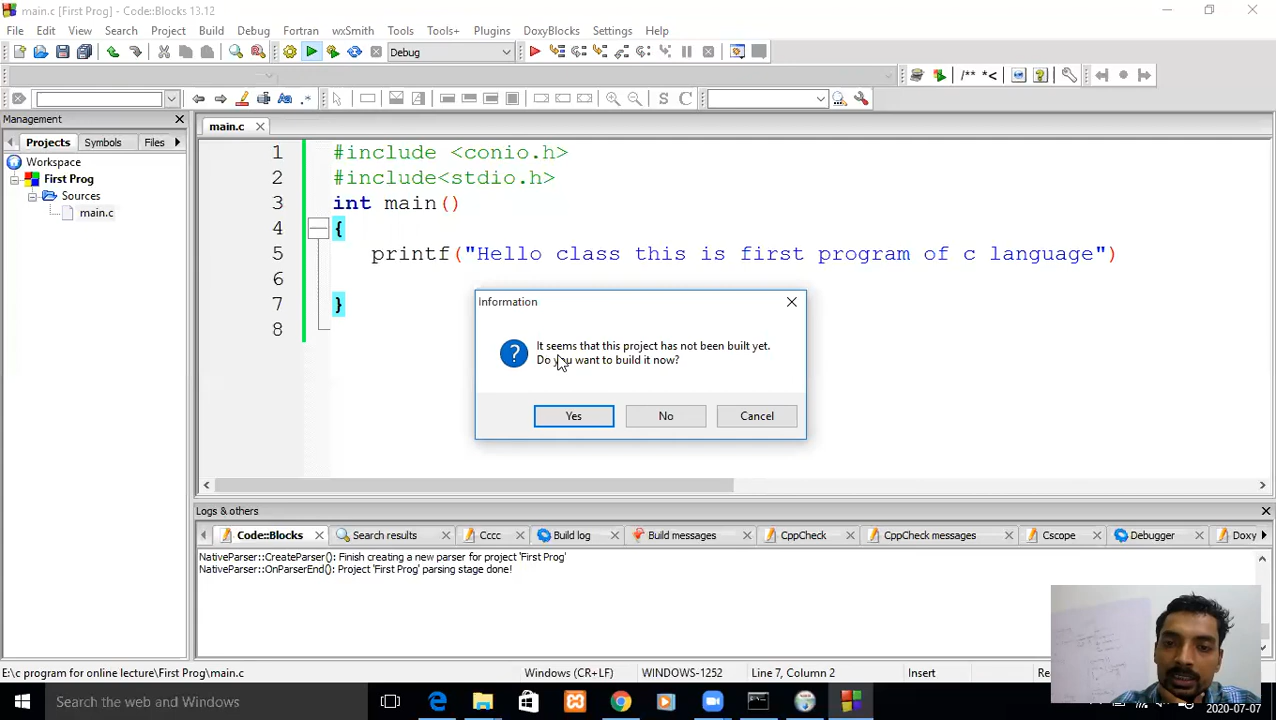 main.c [First Prog] - Code::Blocks 13.12
File Edit View Search Project Build Debug Fortran wxSmith Tools Tools+ Plugins DoxyBlocks Settings Help
Debug
/** *<
Management
Projects Symbols Files
Workspace
First Prog
Sources
main.c
main.c
1 #include <conio.h>
2 #include<stdio.h>
3 int main()
4 {
5 printf("Hello class this is first program of c language")
6
7 }
8
Information
It seems that this project has not been built yet.
Do you want to build it now?
Yes No Cancel
Logs & others
Code::Blocks Search results Cccc Build log Build messages CppCheck CppCheck messages Cscope Debugger Doxy
NativeParser::CreateParser(): Finish creating a new parser for project 'First Prog'
NativeParser::OnParserEnd(): Project 'First Prog' parsing stage done!
E:\c program for online lecture\First Prog\main.c Windows (CR+LF) WINDOWS-1252 Line 7, Column 2 Insert
Search the web and Windows
2020-07-07